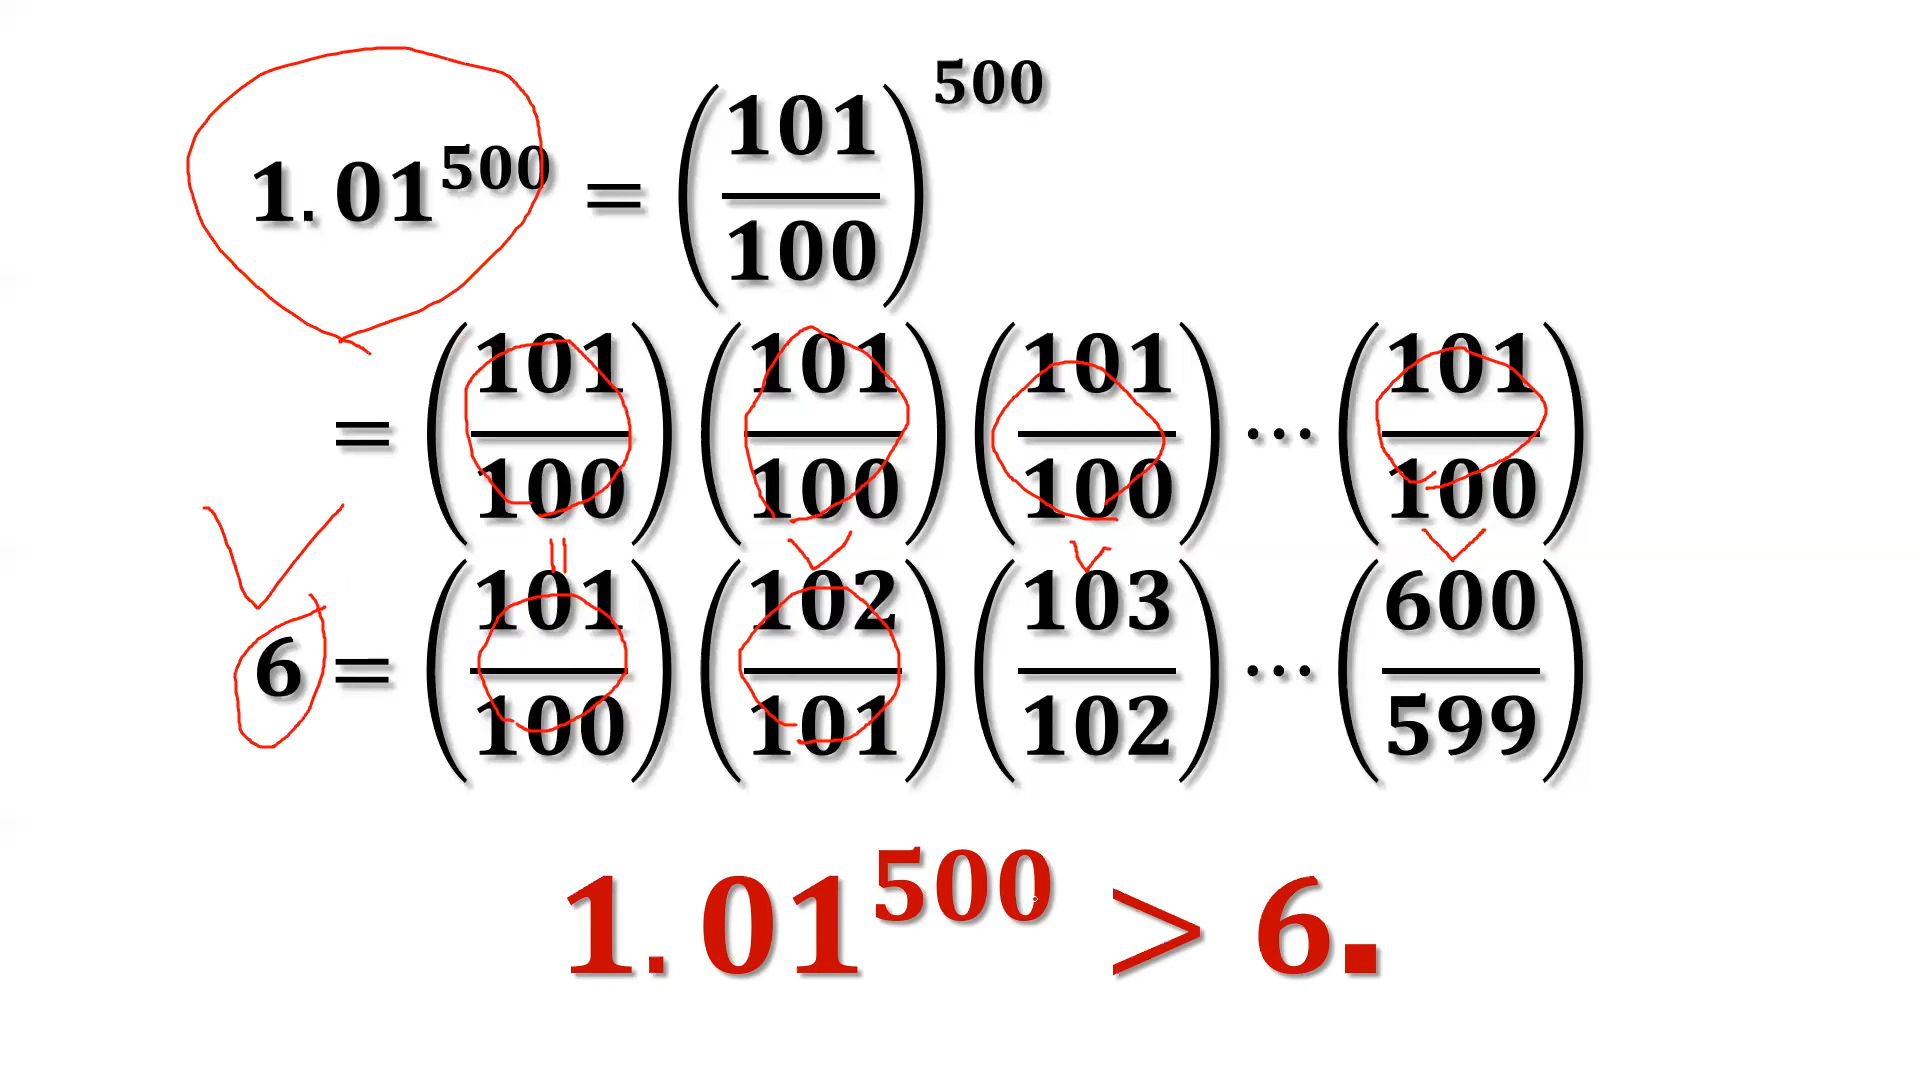 1.01^500 = (101/100)^500
= (101/100)(101/100)(101/100)⋯(101/100)
6 = (101/100)(102/101)(103/102)⋯(600/599)
1.01^500 > 6.